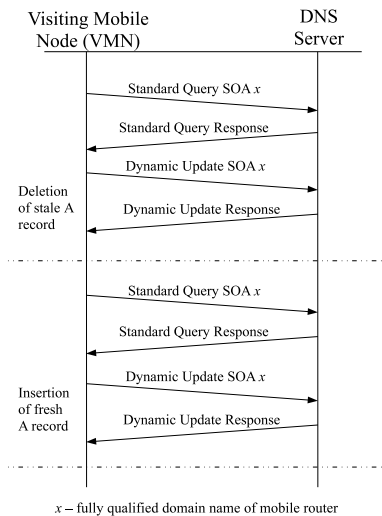 Visiting Mobile
Node (VMN)
DNS
Server
Standard Query SOA x
Standard Query Response
Dynamic Update SOA x
Deletion
of stale A
record
Dynamic Update Response
Standard Query SOA x
Standard Query Response
Dynamic Update SOA x
Insertion
of fresh
A record
Dynamic Update Response
x – fully qualified domain name of mobile router